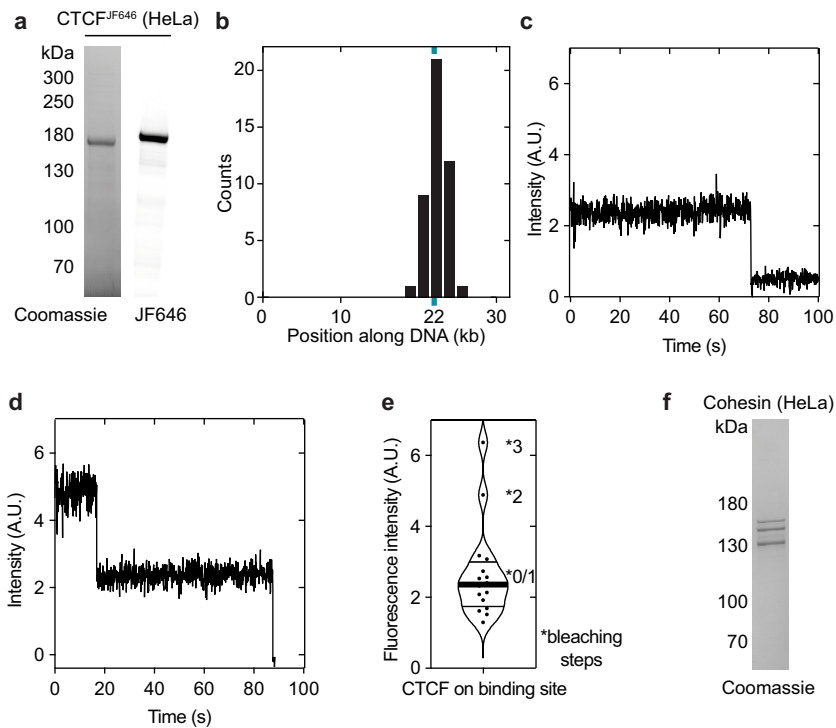 a
CTCF^JF646 (HeLa)
kDa
300
250
180
130
100
70
Coomassie JF646
b
Counts
20
15
10
5
0
0 10 22 30
Position along DNA (kb)
c
Intensity (A.U.)
6
4
2
0
0 20 40 60 80 100
Time (s)
d
Intensity (A.U.)
6
4
2
0
0 20 40 60 80 100
Time (s)
e
Fluorescence intensity (A.U.)
6
4
2
0
*3
*2
*0/1
*bleaching
steps
CTCF on binding site
f
Cohesin (HeLa)
kDa
180
130
100
70
Coomassie